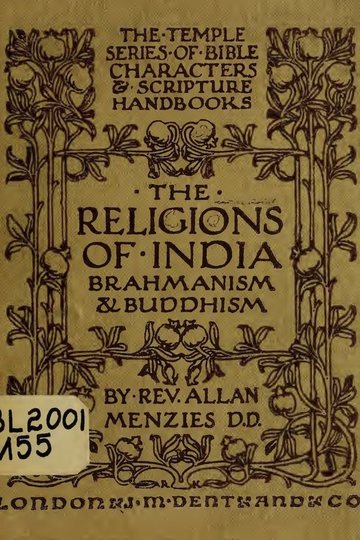 THE·TEMPLE
SERIES·OF·BIBLE
CHARACTERS
&·SCRIPTURE
HANDBOOKS
·THE·
RELIGIONS
OF·INDIA
BRAHMANISM
&BUDDHISM
BY·REV. ALLAN
MENZIES D.D.
BL2001
M55
R·K
LONDON·J·M·DENT·AND·CO